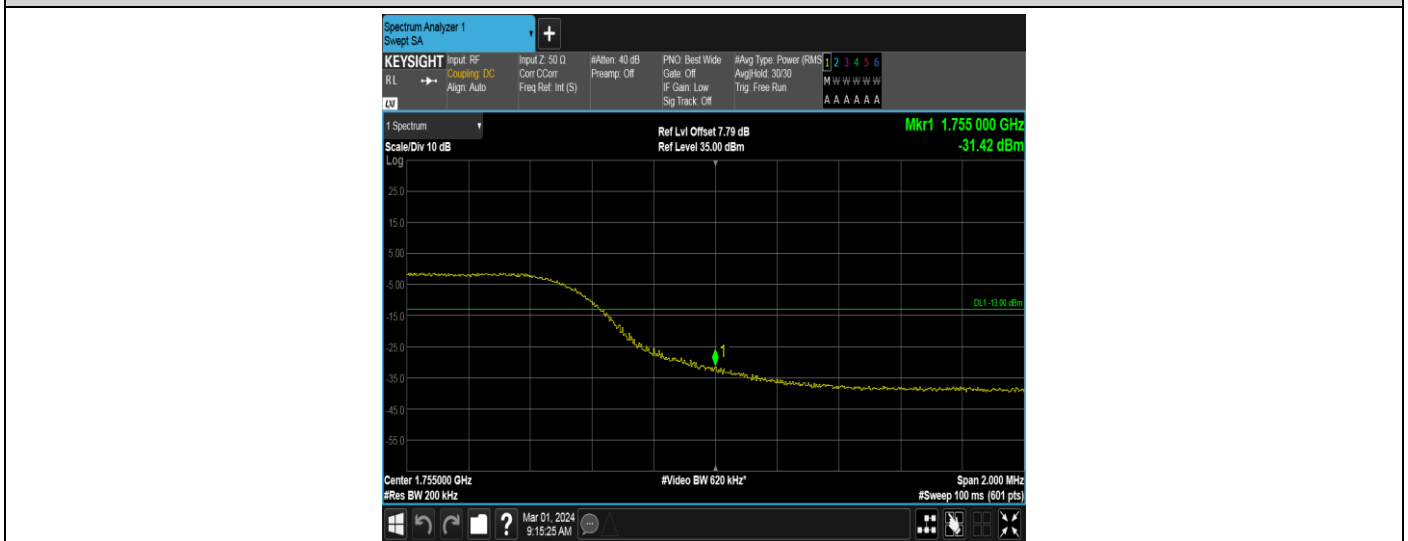 Spectrum Analyzer 1
Swept SA
+
KEYSIGHT Input: RF Input Z: 50 Ω #Atten: 40 dB PNO: Best Wide #Avg Type: Power (RMS 1 2 3 4 5 6
RL Coupling: DC Corr CCorr Preamp: Off Gate: Off Avg|Hold: 30/30 M W W W W W
Align: Auto Freq Ref: Int (S) IF Gain: Low Trig: Free Run
LXI Sig Track: Off A A A A A A
1 Spectrum
Ref Lvl Offset 7.79 dB Mkr1 1.755 000 GHz
Scale/Div 10 dB Ref Level 35.00 dBm -31.42 dBm
Log
25.0
15.0
5.00
-5.00
DL1 -13.00 dBm
-15.0
-25.0
1
-35.0
-45.0
-55.0
Center 1.755000 GHz #Video BW 620 kHz* Span 2.000 MHz
#Res BW 200 kHz #Sweep 100 ms (601 pts)
? Mar 01, 2024
9:15:25 AM